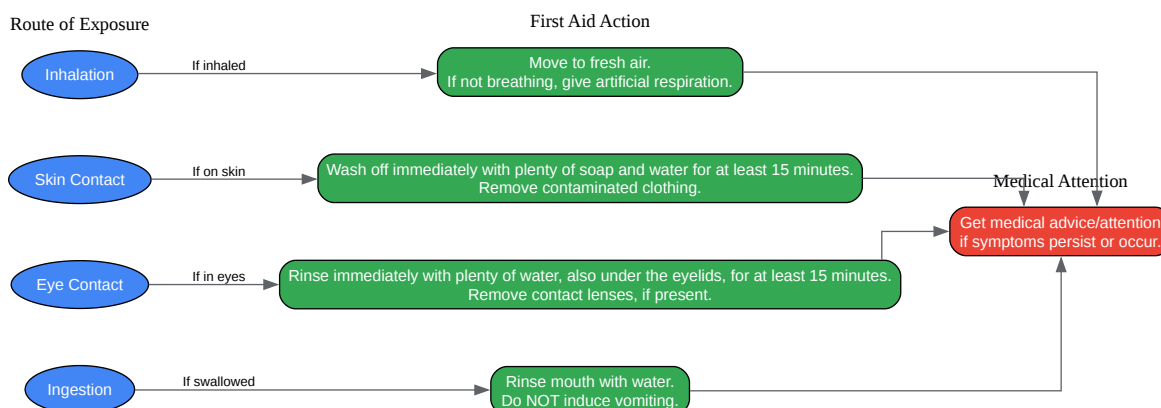 Route of Exposure
First Aid Action
Inhalation
If inhaled
Move to fresh air.
If not breathing, give artificial respiration.
Skin Contact
If on skin
Wash off immediately with plenty of soap and water for at least 15 minutes.
Remove contaminated clothing.
Medical Attention
Get medical advice/attention
if symptoms persist or occur.
Eye Contact
If in eyes
Rinse immediately with plenty of water, also under the eyelids, for at least 15 minutes.
Remove contact lenses, if present.
Ingestion
If swallowed
Rinse mouth with water.
Do NOT induce vomiting.